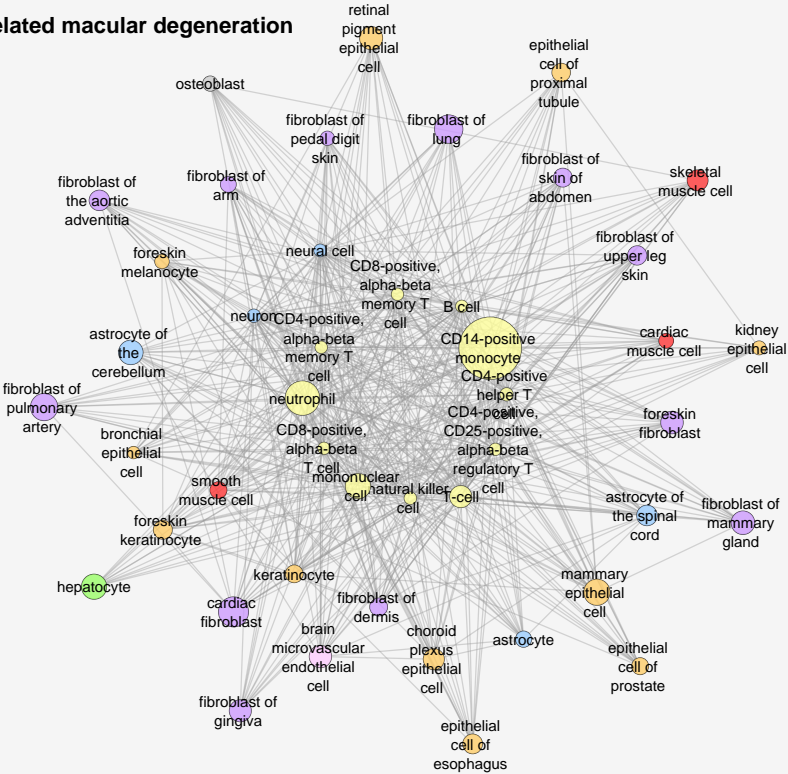 elated macular degeneration
retinal
pigment
epithelial
cell
epithelial
cell of
proximal
tubule
osteoblast
fibroblast of
pedal digit
skin
fibroblast of
lung
fibroblast of
skin of
abdomen
skeletal
uscle cell
fibroblast of
the aortic
adventitia
fibroblast of
arm
foreskin
melanocyte
neural cell
fibroblast of
upper leg
skin
CD8-positive,
alpha-beta
memory T
cell
B cell
neuron
CD4-positive,
alpha-beta
memory T
cell
CD14-positive
monocyte
cardiac
muscle cell
kidney
epithelial
cell
astrocyte of
the
cerebellum
CD4-positive
helper T
cell
neutrophil
fibroblast of
pulmonary
artery
CD4-positive,
CD25-positive,
alpha-beta
regulatory T
cell
foreskin
fibroblast
bronchial
epithelial
cell
CD8-positive,
alpha-beta
T cell
mononuclear
cell
natural killer
cell
T-cell
smooth
muscle cell
astrocyte of
the spinal
cord
fibroblast of
mammary
gland
foreskin
keratinocyte
hepatocyte
keratinocyte
mammary
epithelial
cell
cardiac
fibroblast
fibroblast of
dermis
brain
microvascular
endothelial
cell
choroid
plexus
epithelial
cell
astrocyte
epithelial
cell of
prostate
fibroblast of
gingiva
epithelial
cell of
esophagus